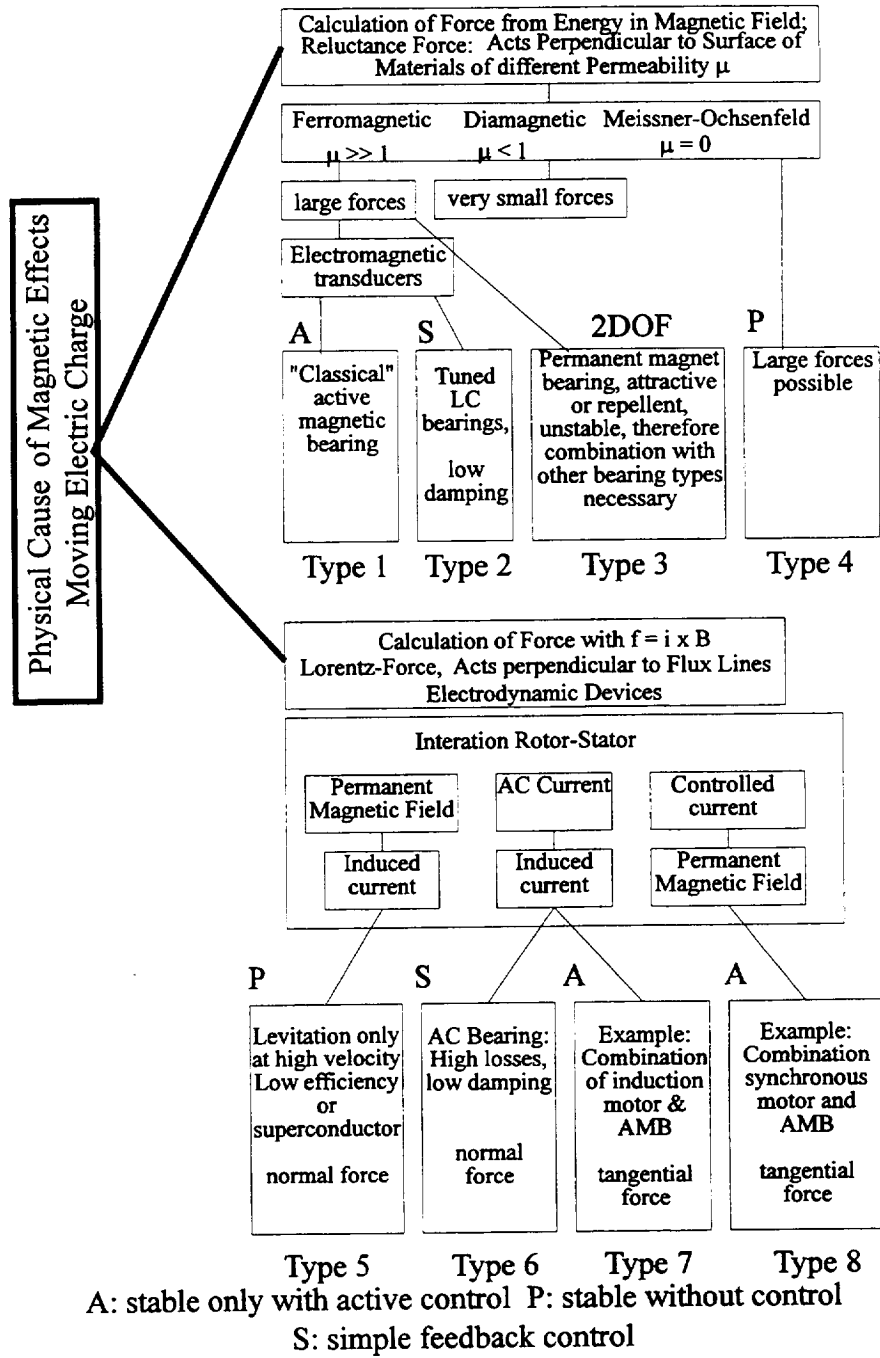 Physical Cause of Magnetic Effects
Moving Electric Charge
Calculation of Force from Energy in Magnetic Field;
Reluctance Force: Acts Perpendicular to Surface of
Materials of different Permeability μ
Ferromagnetic
μ >> 1
Diamagnetic
μ < 1
Meissner-Ochsenfeld
μ = 0
large forces
very small forces
Electromagnetic
transducers
A
"Classical"
active
magnetic
bearing
Type 1
S
Tuned
LC
bearings,
low
damping
Type 2
2DOF
Permanent magnet
bearing, attractive
or repellent,
unstable, therefore
combination with
other bearing types
necessary
Type 3
P
Large forces
possible
Type 4
Calculation of Force with f = i x B
Lorentz-Force, Acts perpendicular to Flux Lines
Electrodynamic Devices
Interation Rotor-Stator
Permanent
Magnetic Field
Induced
current
AC Current
Induced
current
Controlled
current
Permanent
Magnetic Field
P
Levitation only
at high velocity
Low efficiency
or
superconductor
normal force
Type 5
S
AC Bearing:
High losses,
low damping
normal
force
Type 6
A
Example:
Combination
of induction
motor &
AMB
tangential
force
Type 7
A
Example:
Combination
synchronous
motor and
AMB
tangential
force
Type 8
A: stable only with active control P: stable without control
S: simple feedback control